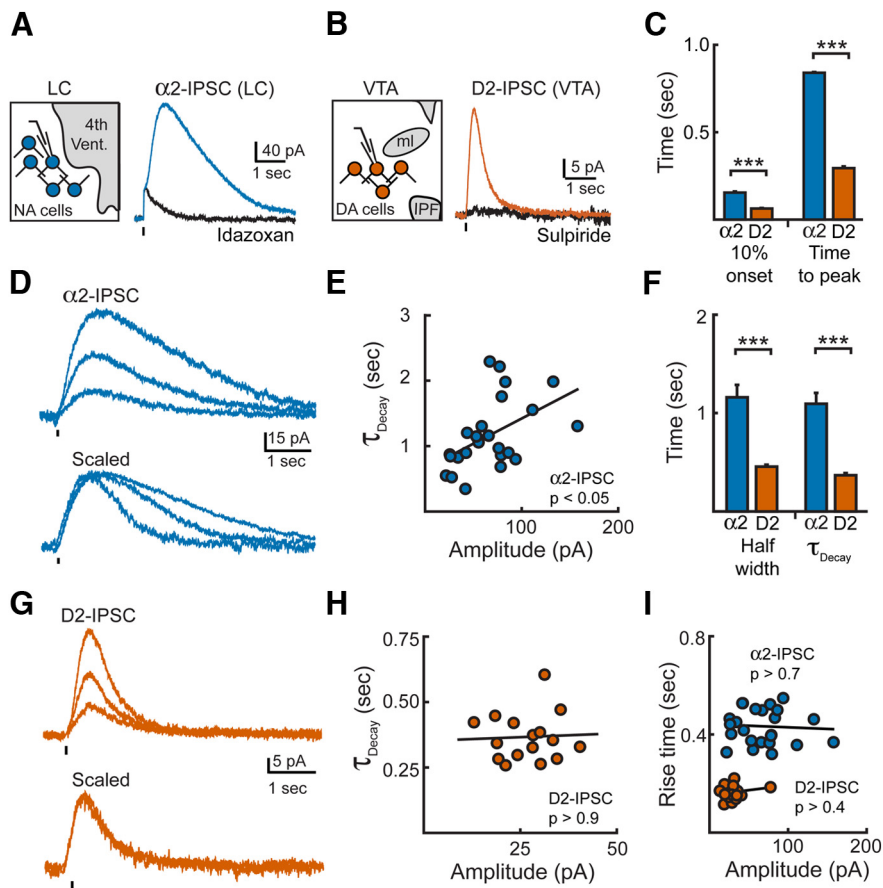 A
LC
4th
Vent.
NA cells
α2-IPSC (LC)
40 pA
1 sec
Idazoxan
B
VTA
ml
DA cells
IPF
D2-IPSC (VTA)
5 pA
1 sec
Sulpiride
C
Time (sec)
1.0
0.5
***
***
α2 D2
α2 D2
10%
onset
Time
to peak
D
α2-IPSC
15 pA
1 sec
Scaled
E
τDecay (sec)
3
2
1
α2-IPSC
p < 0.05
100
200
Amplitude (pA)
F
Time (sec)
2
1
***
***
α2 D2
α2 D2
Half
width
τDecay
G
D2-IPSC
5 pA
1 sec
Scaled
H
τDecay (sec)
0.75
0.50
0.25
D2-IPSC
p > 0.9
25
50
Amplitude (pA)
I
Rise time (sec)
0.8
0.4
α2-IPSC
p > 0.7
D2-IPSC
p > 0.4
100
200
Amplitude (pA)